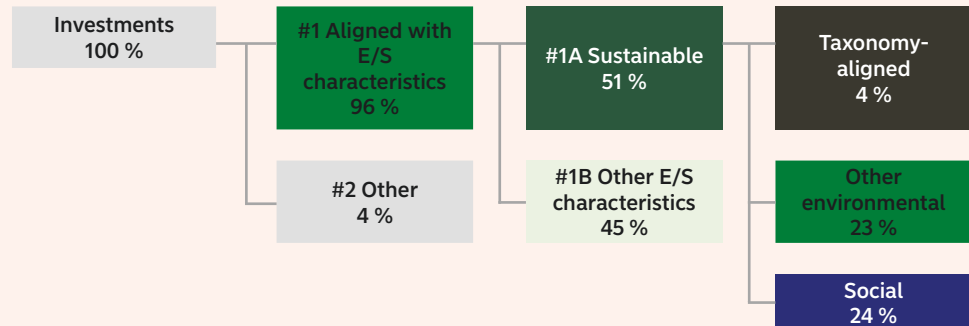 Investments
100 %
#1 Aligned with
E/S
characteristics
96 %
#1A Sustainable
51 %
Taxonomy-
aligned
4 %
#2 Other
4 %
#1B Other E/S
characteristics
45 %
Other
environmental
23 %
Social
24 %